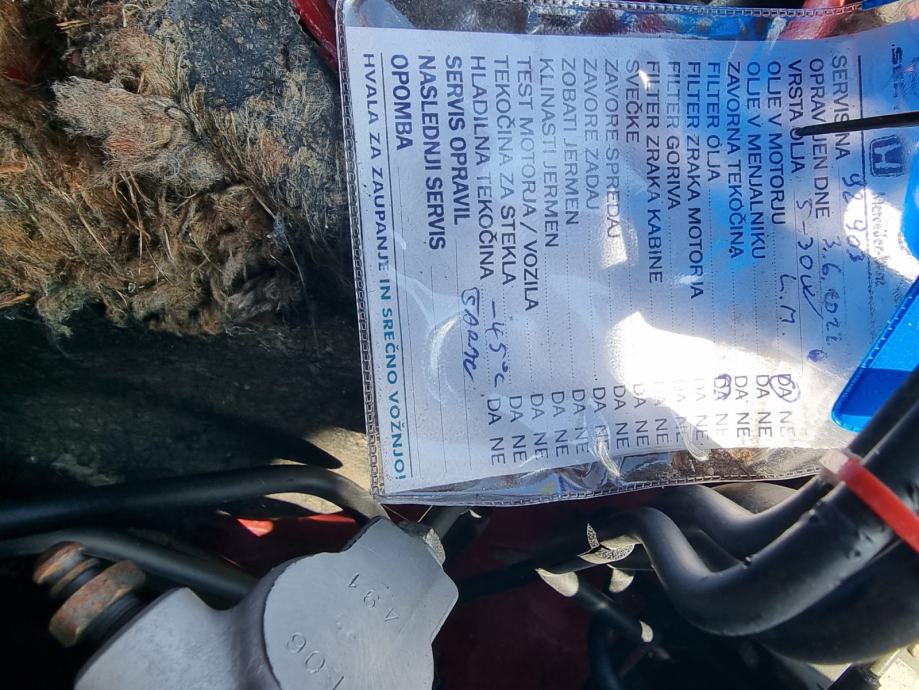 SERVISNA 92 903
OPRAVLJEN DNE 3.6.
VRSTA OLJA 5-30W L.M
OLJE V MOTORJU DA NE
OLJE V MENJALNIKU DA NE
ZAVORNA TEKOČINA DA NE
FILTER OLJA DA NE
FILTER ZRAKA MOTORJA DA NE
FILTER GORIVA DA NE
FILTER ZRAKA KABINE DA NE
SVEČKE DA NE
ZAVORE SPREDAJ DA NE
ZAVORE ZADAJ DA NE
ZOBATI JERMEN DA NE
KLINASTI JERMEN DA NE
TEST MOTORJA / VOZILA DA NE
TEKOČINA ZA STEKLA DA NE
HLADILNA TEKOČINA -45°C DA NE
SERVIS OPRAVIL
NASLEDNJI SERVIS
OPOMBA
HVALA ZA ZAUPANJE IN SREČNO VOŽNJO!
A91
106